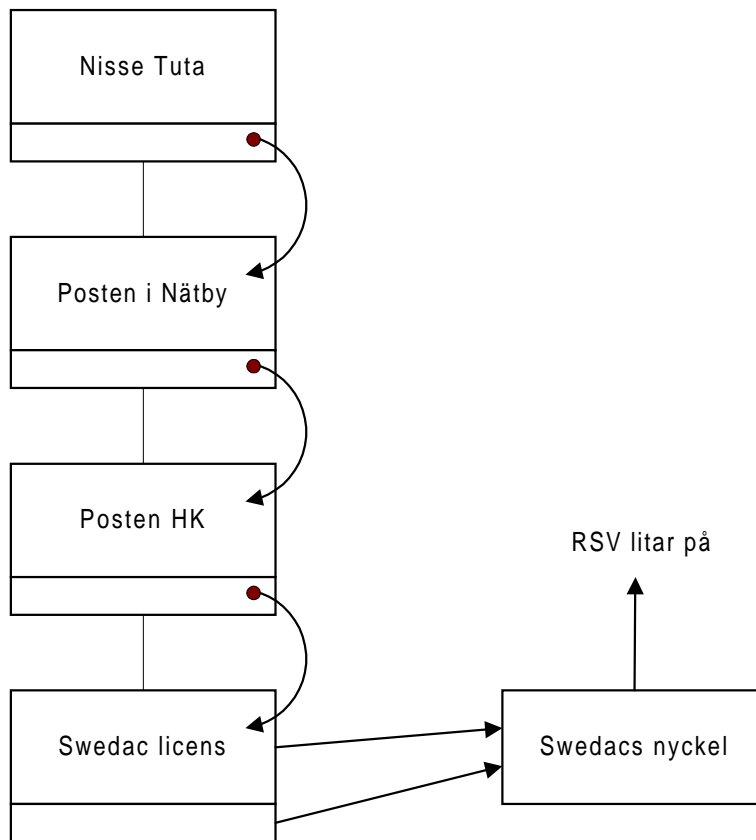 Nisse Tuta
Posten i Nätby
Posten HK
RSV litar på
Swedac licens
Swedacs nyckel